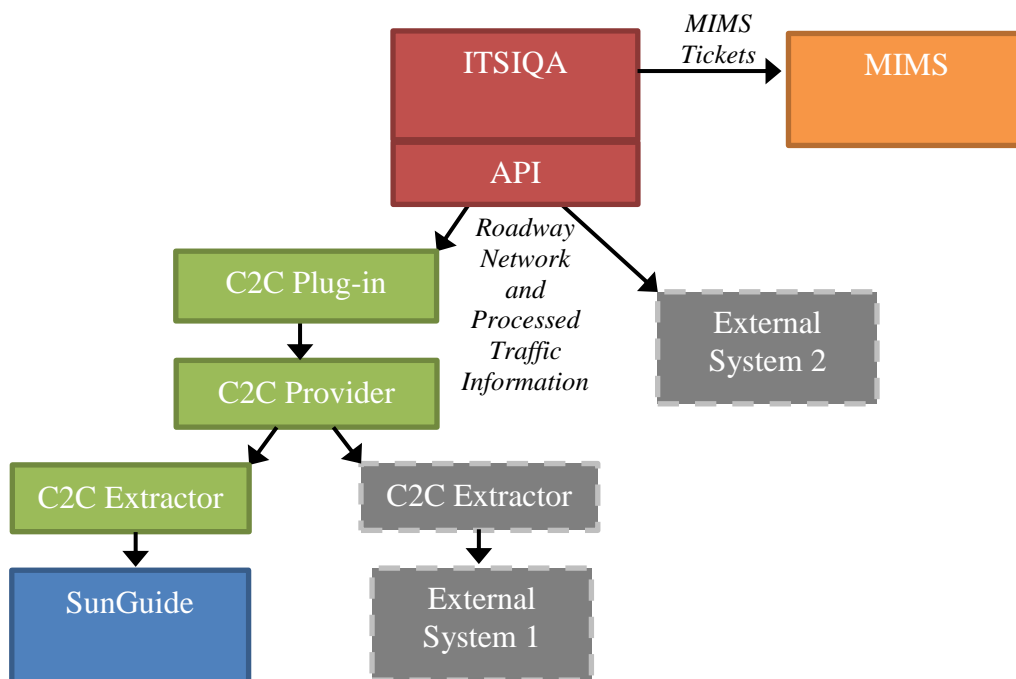 MIMS
Tickets
ITSIQA
MIMS
API
Roadway
Network
and
Processed
Traffic
Information
C2C Plug-in
External
System 2
C2C Provider
C2C Extractor
C2C Extractor
SunGuide
External
System 1